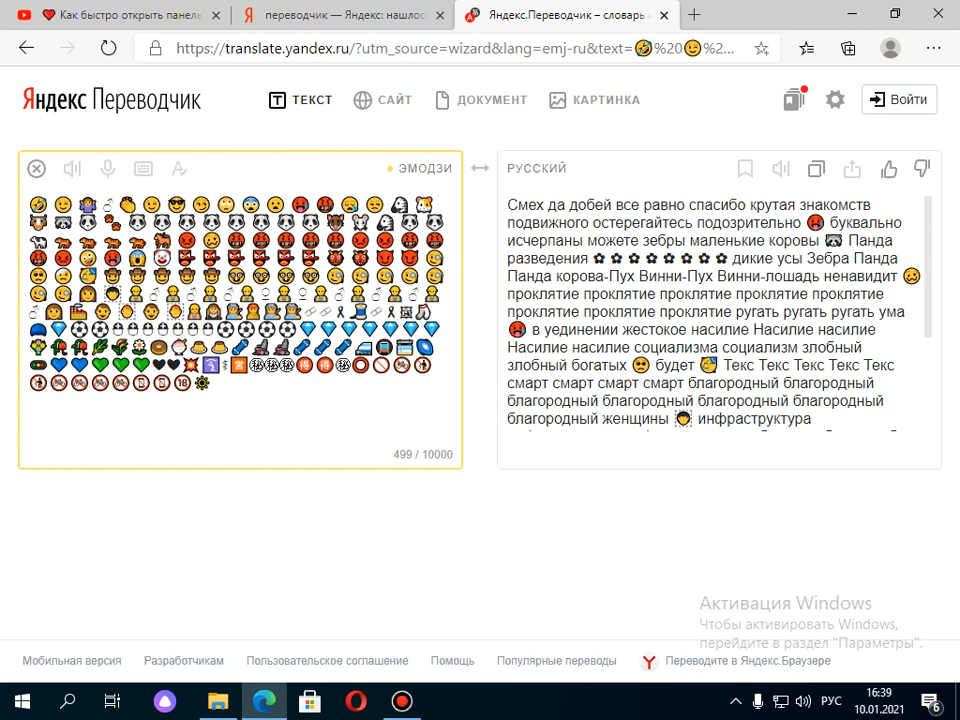 Как быстро открыть панель
переводчик — Яндекс: нашлос
Яндекс.Переводчик – словарь
https://translate.yandex.ru/?utm_source=wizard&lang=emj-ru&text=🤣%20😉%2...
Яндекс Переводчик
ТЕКСТ
САЙТ
ДОКУМЕНТ
КАРТИНКА
Войти
ЭМОДЗИ
РУССКИЙ
Смех да добей все равно спасибо крутая знакомств
подвижного остерегайтесь подозрительно 🥵 буквально
исчерпаны можете зебры маленькие коровы 🦝 Панда
разведения ✿ ✿ ✿ ✿ ✿ ✿ ✿ ✿ дикие усы Зебра Панда
Панда корова-Пух Винни-Пух Винни-лошадь ненавидит 🥴
проклятие проклятие проклятие проклятие проклятие
проклятие проклятие проклятие ругать ругать ругать ума
🥵 в уединении жестокое насилие Насилие насилие
Насилие насилие социализма социализм злобный
злобный богатых 🥺 будет 🥳 Текс Текс Текс Текс Текс
смарт смарт смарт смарт благородный благородный
благородный благородный благородный благородный
благородный женщины инфраструктура
499 / 10000
Активация Windows
Чтобы активировать Windows,
перейдите в раздел "Параметры".
Мобильная версия
Разработчикам
Пользовательское соглашение
Помощь
Популярные переводы
Переводите в Яндекс.Браузере
РУС
16:39
10.01.2021
6